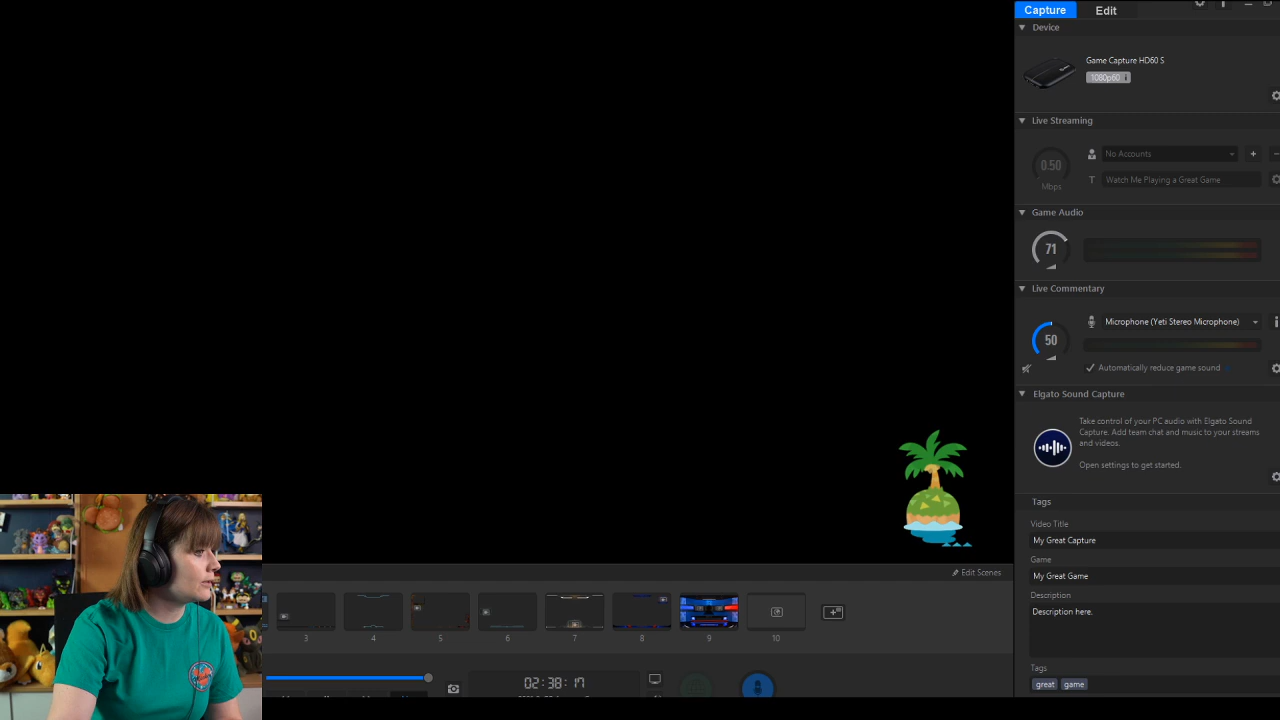 Capture
Edit
Device
Game Capture HD60 S
1080p60
Live Streaming
0.50
Mbps
No Accounts
T Watch Me Playing a Great Game
Game Audio
71
Live Commentary
50
Microphone (Yeti Stereo Microphone)
Automatically reduce game sound
Elgato Sound Capture
Take control of your PC audio with Elgato Sound
Capture. Add team chat and music to your streams
and videos.
Open settings to get started.
Tags
Video Title
My Great Capture
Game
My Great Game
Description
Description here.
Tags
great game
Edit Scenes
3 4 5 6 7 8 9 10
02:38:17